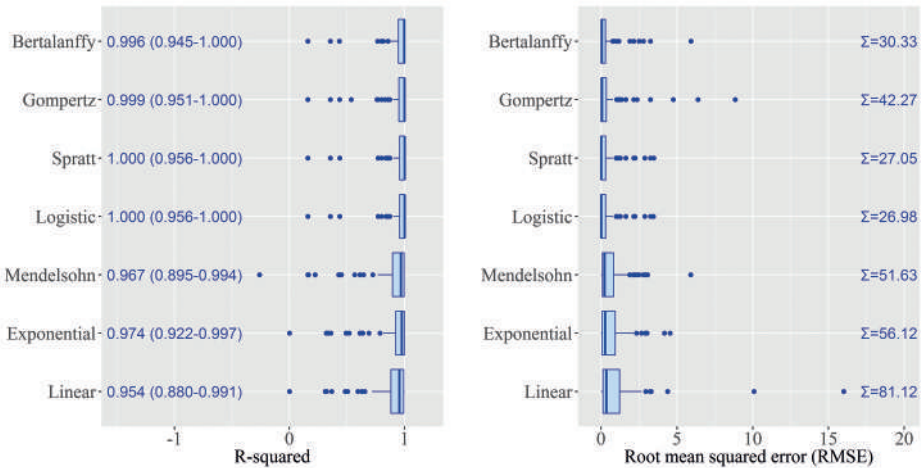 Bertalanffy 0.996 (0.945-1.000)
Gompertz 0.999 (0.951-1.000)
Spratt 1.000 (0.956-1.000)
Logistic 1.000 (0.956-1.000)
Mendelsohn 0.967 (0.895-0.994)
Exponential 0.974 (0.922-0.997)
Linear 0.954 (0.880-0.991)
-1 0 1
R-squared
Bertalanffy Σ=30.33
Gompertz Σ=42.27
Spratt Σ=27.05
Logistic Σ=26.98
Mendelsohn Σ=51.63
Exponential Σ=56.12
Linear Σ=81.12
0 5 10 15 20
Root mean squared error (RMSE)